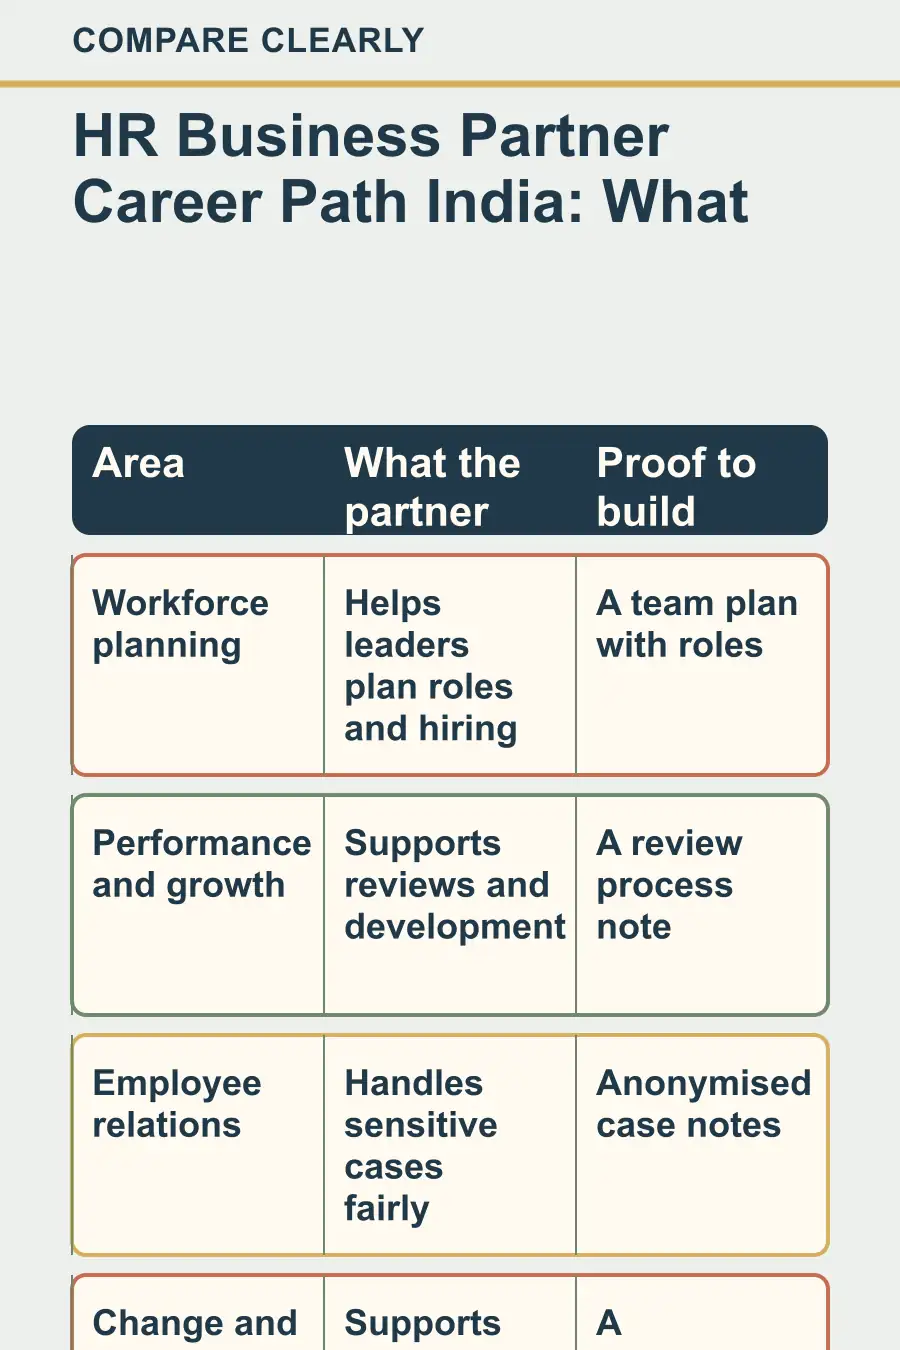 COMPARE CLEARLY
HR Business Partner
Career Path India: What
Area
What the
partner
Proof to
build
Workforce
planning
Helps
leaders
plan roles
and hiring
A team plan
with roles
Performance
and growth
Supports
reviews and
development
A review
process
note
Employee
relations
Handles
sensitive
cases
fairly
Anonymised
case notes
Change and
Supports
A